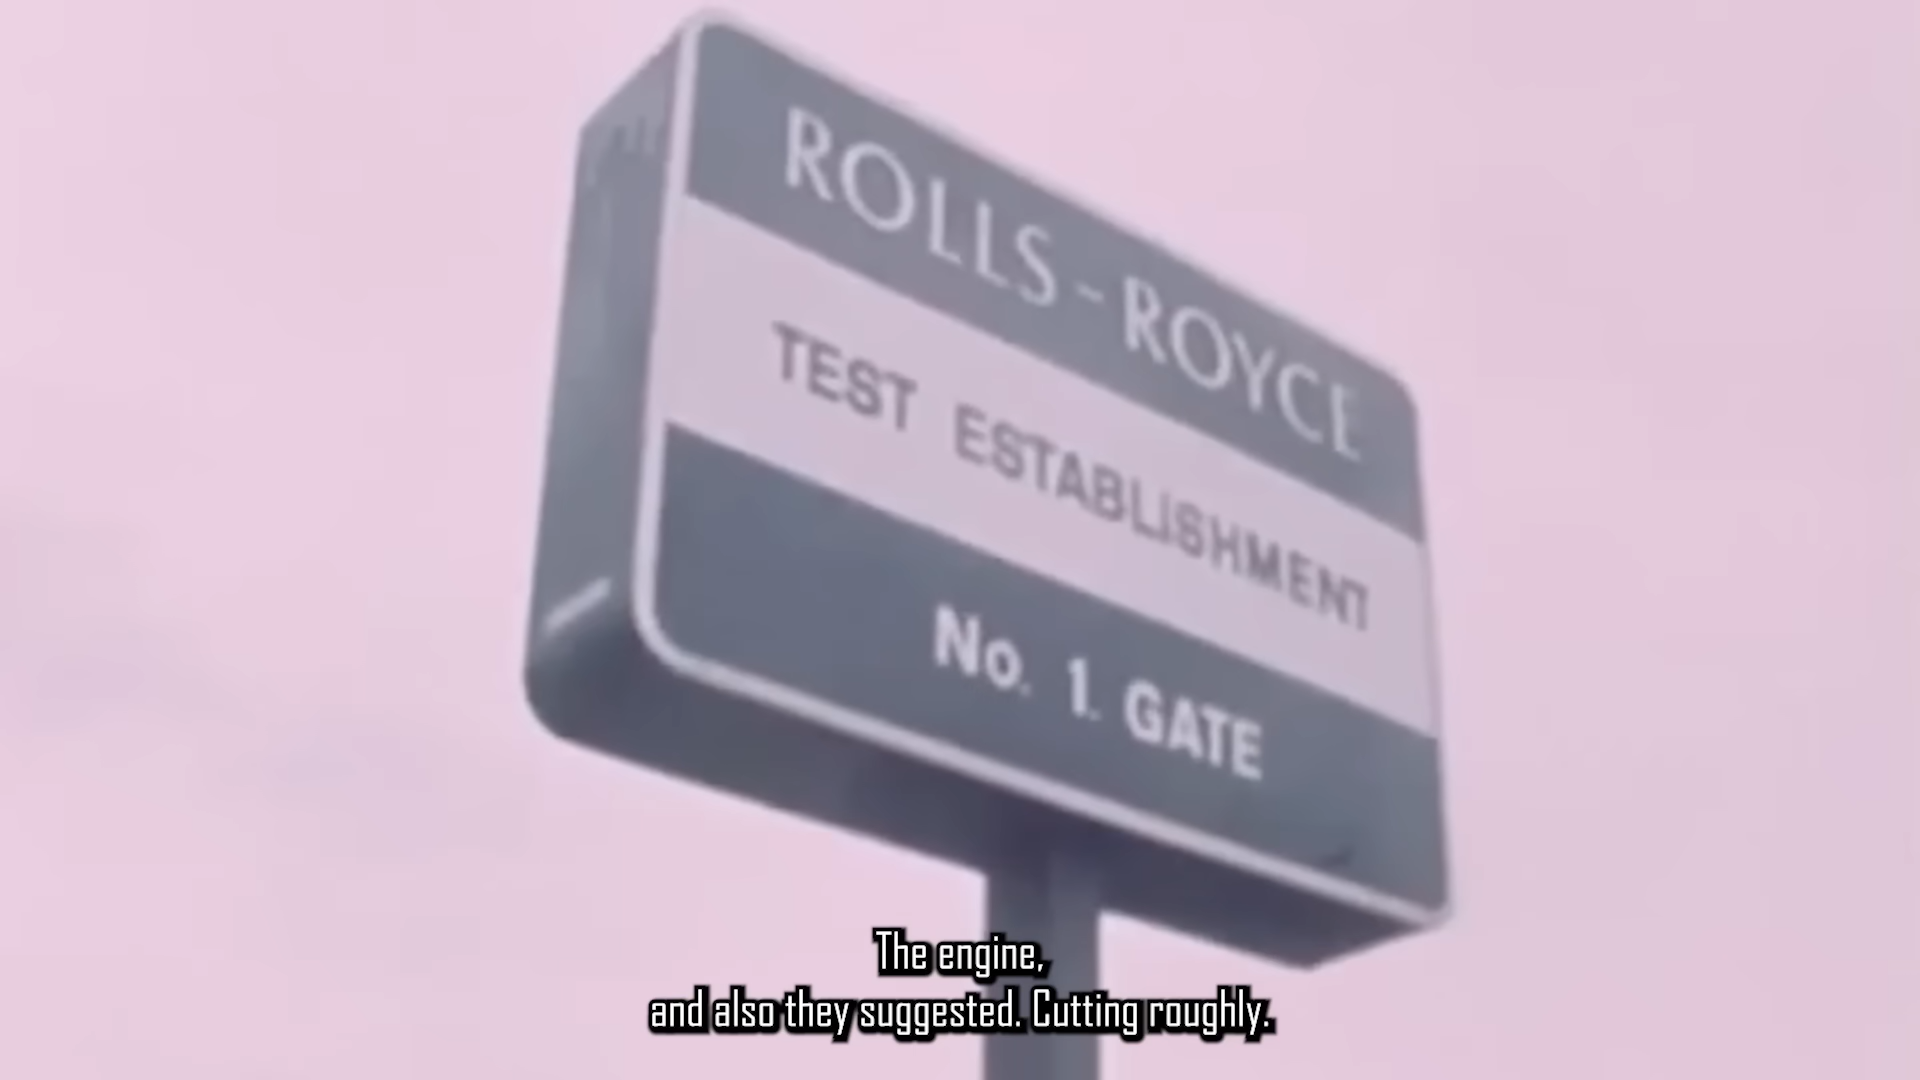 ROLLS-ROYCE
TEST ESTABLISHMENT
No. 1. GATE
The engine,
and also they suggested. Cutting roughly.